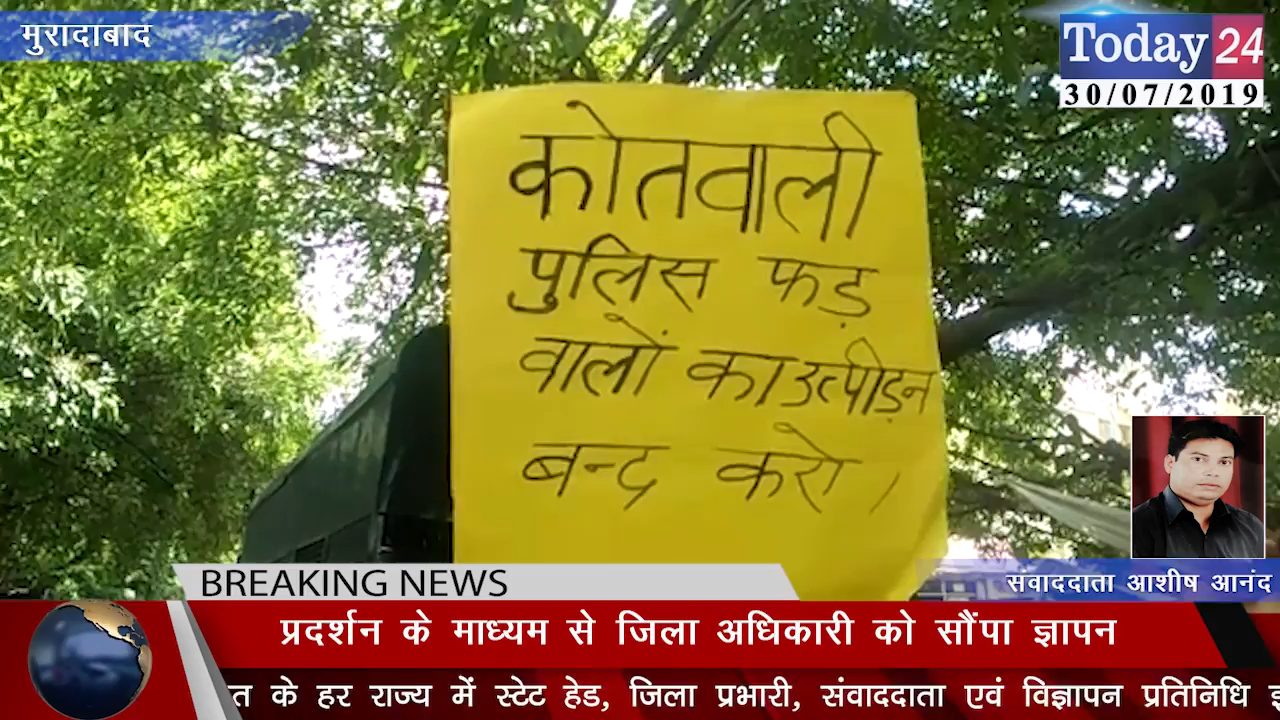 मुरादाबाद
Today 24
30/07/2019
कोतवाली
पुलिस फड़
वालों का उत्पीड़न
बन्द करो।
संवाददाता आशीष आनंद
BREAKING NEWS
प्रदर्शन के माध्यम से जिला अधिकारी को सौंपा ज्ञापन
त के हर राज्य में स्टेट हेड, जिला प्रभारी, संवाददाता एवं विज्ञापन प्रतिनिधि